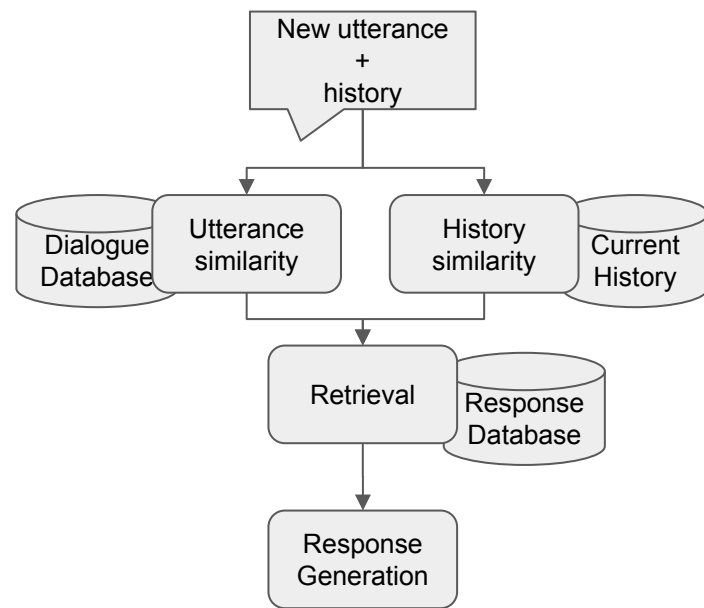 New utterance
+
history
Dialogue
Database
Utterance
similarity
History
similarity
Current
History
Retrieval
Response
Database
Response
Generation